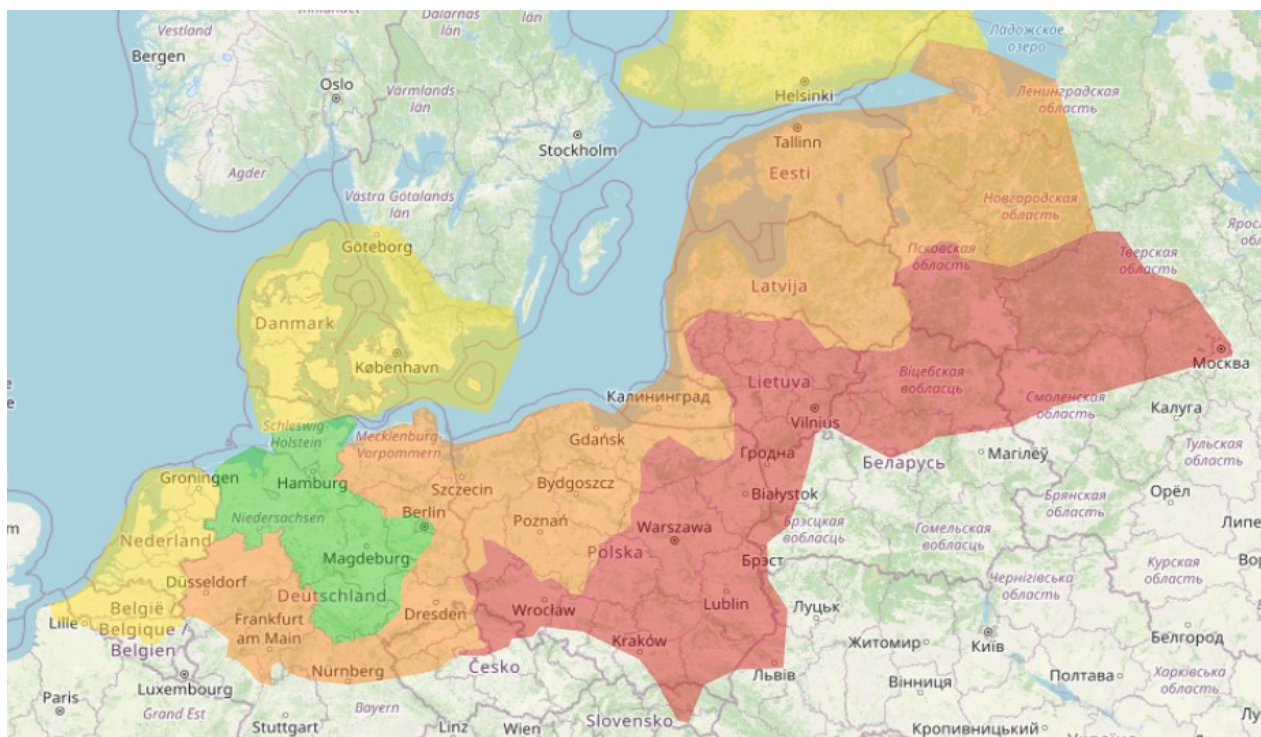 Innlandet
Dalarnas
län
län
Vestland
Bergen
Oslo
Värmlands
län
Stockholm
Agder
Västra Götalands
län
Göteborg
Helsinki
Ладожское
озеро
Ленинградская
область
Tallinn
Eesti
Новгородская
область
Псковская
область
Тверская
область
Latvija
Danmark
København
Москва
Lietuva
Віцебская
вобласць
Смоленская
область
Калининград
Vilnius
Калуга
Schleswig-
Holstein
Mecklenburg-
Vorpommern
Gdańsk
Гродна
Беларусь
Магілёў
Тульская
область
Groningen
Hamburg
Szczecin
Bydgoszcz
Białystok
Брянская
область
Орёл
Niedersachsen
Berlin
Poznań
Warszawa
Брэсцкая
вобласць
Гомельская
вобласць
Nederland
Magdeburg
Polska
Брэст
Курская
область
Düsseldorf
Deutschland
Чернігівська
область
België /
Belgique /
Belgien
Lille
Frankfurt
am Main
Dresden
Wrocław
Lublin
Луцьк
Житомир
Київ
Белгород
Kraków
Nürnberg
Česko
Львів
Luxembourg
Вінниця
Полтава
Харківська
область
Paris
Grand Est
Stuttgart
Bayern
Linz
Wien
Slovensko
Кропивницький